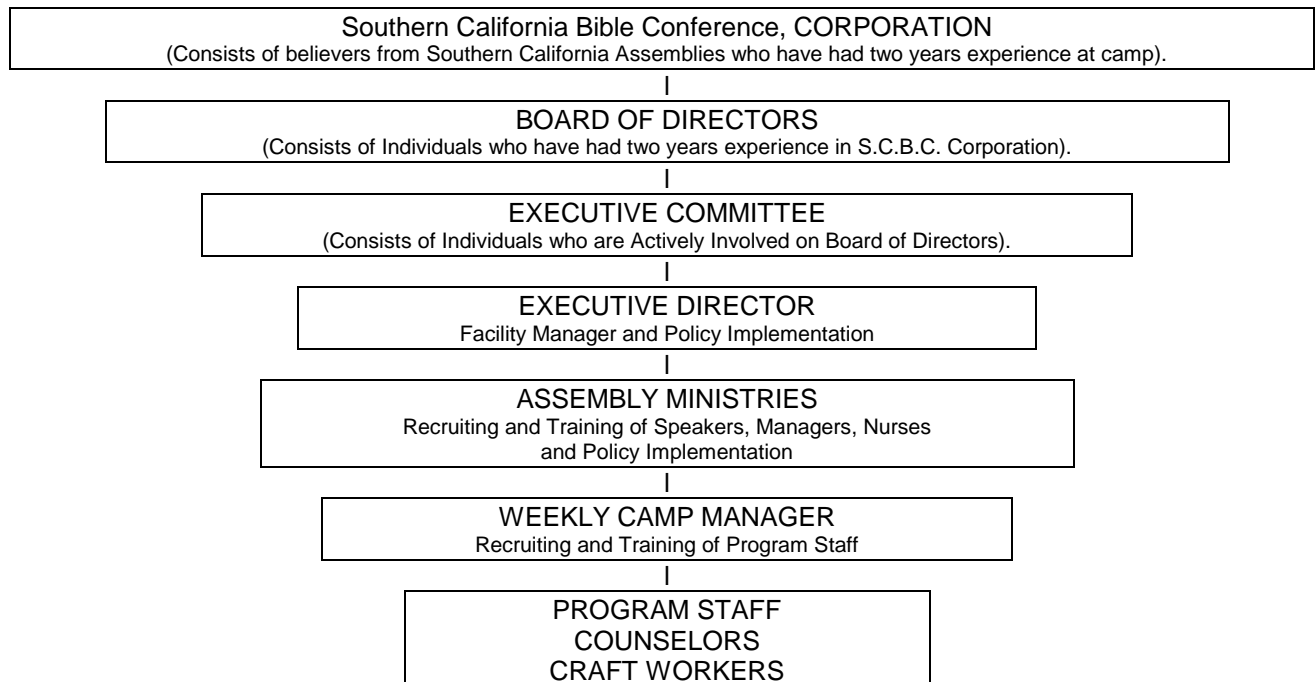 Southern California Bible Conference, CORPORATION
(Consists of believers from Southern California Assemblies who have had two years experience at camp).
BOARD OF DIRECTORS
(Consists of Individuals who have had two years experience in S.C.B.C. Corporation).
EXECUTIVE COMMITTEE
(Consists of Individuals who are Actively Involved on Board of Directors).
EXECUTIVE DIRECTOR
Facility Manager and Policy Implementation
ASSEMBLY MINISTRIES
Recruiting and Training of Speakers, Managers, Nurses
and Policy Implementation
WEEKLY CAMP MANAGER
Recruiting and Training of Program Staff
PROGRAM STAFF
COUNSELORS
CRAFT WORKERS